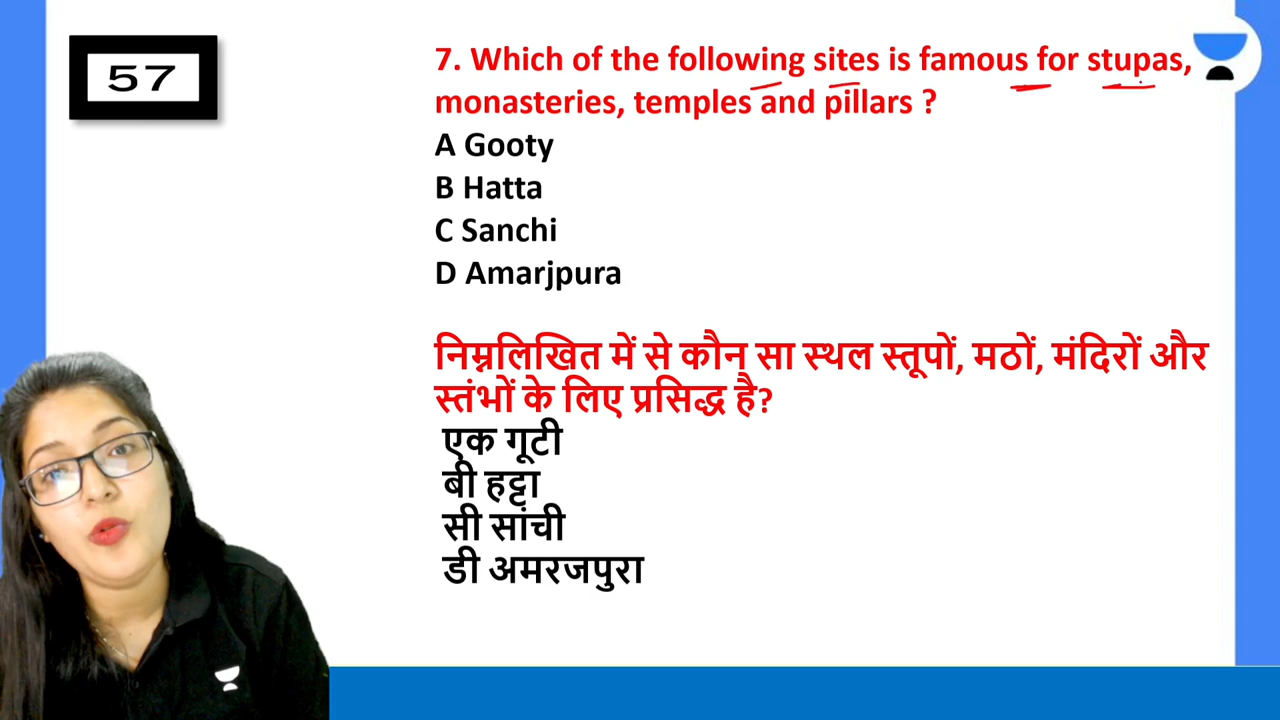 57
7. Which of the following sites is famous for stupas,
monasteries, temples and pillars ?
A Gooty
B Hatta
C Sanchi
D Amarjpura
निम्नलिखित में से कौन सा स्थल स्तूपों, मठों, मंदिरों और
स्तंभों के लिए प्रसिद्ध है?
एक गूटी
बी हट्टा
सी सांची
डी अमरजपुरा